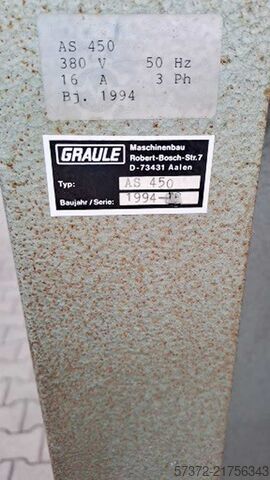 AS 450
380 V 50 Hz
16 A 3 Ph
Bj. 1994
GRAULE
Maschinenbau
Robert-Bosch-Str.7
D-73431 Aalen
Typ: AS 450
Baujahr/Serie: 1994-
57372-21756343